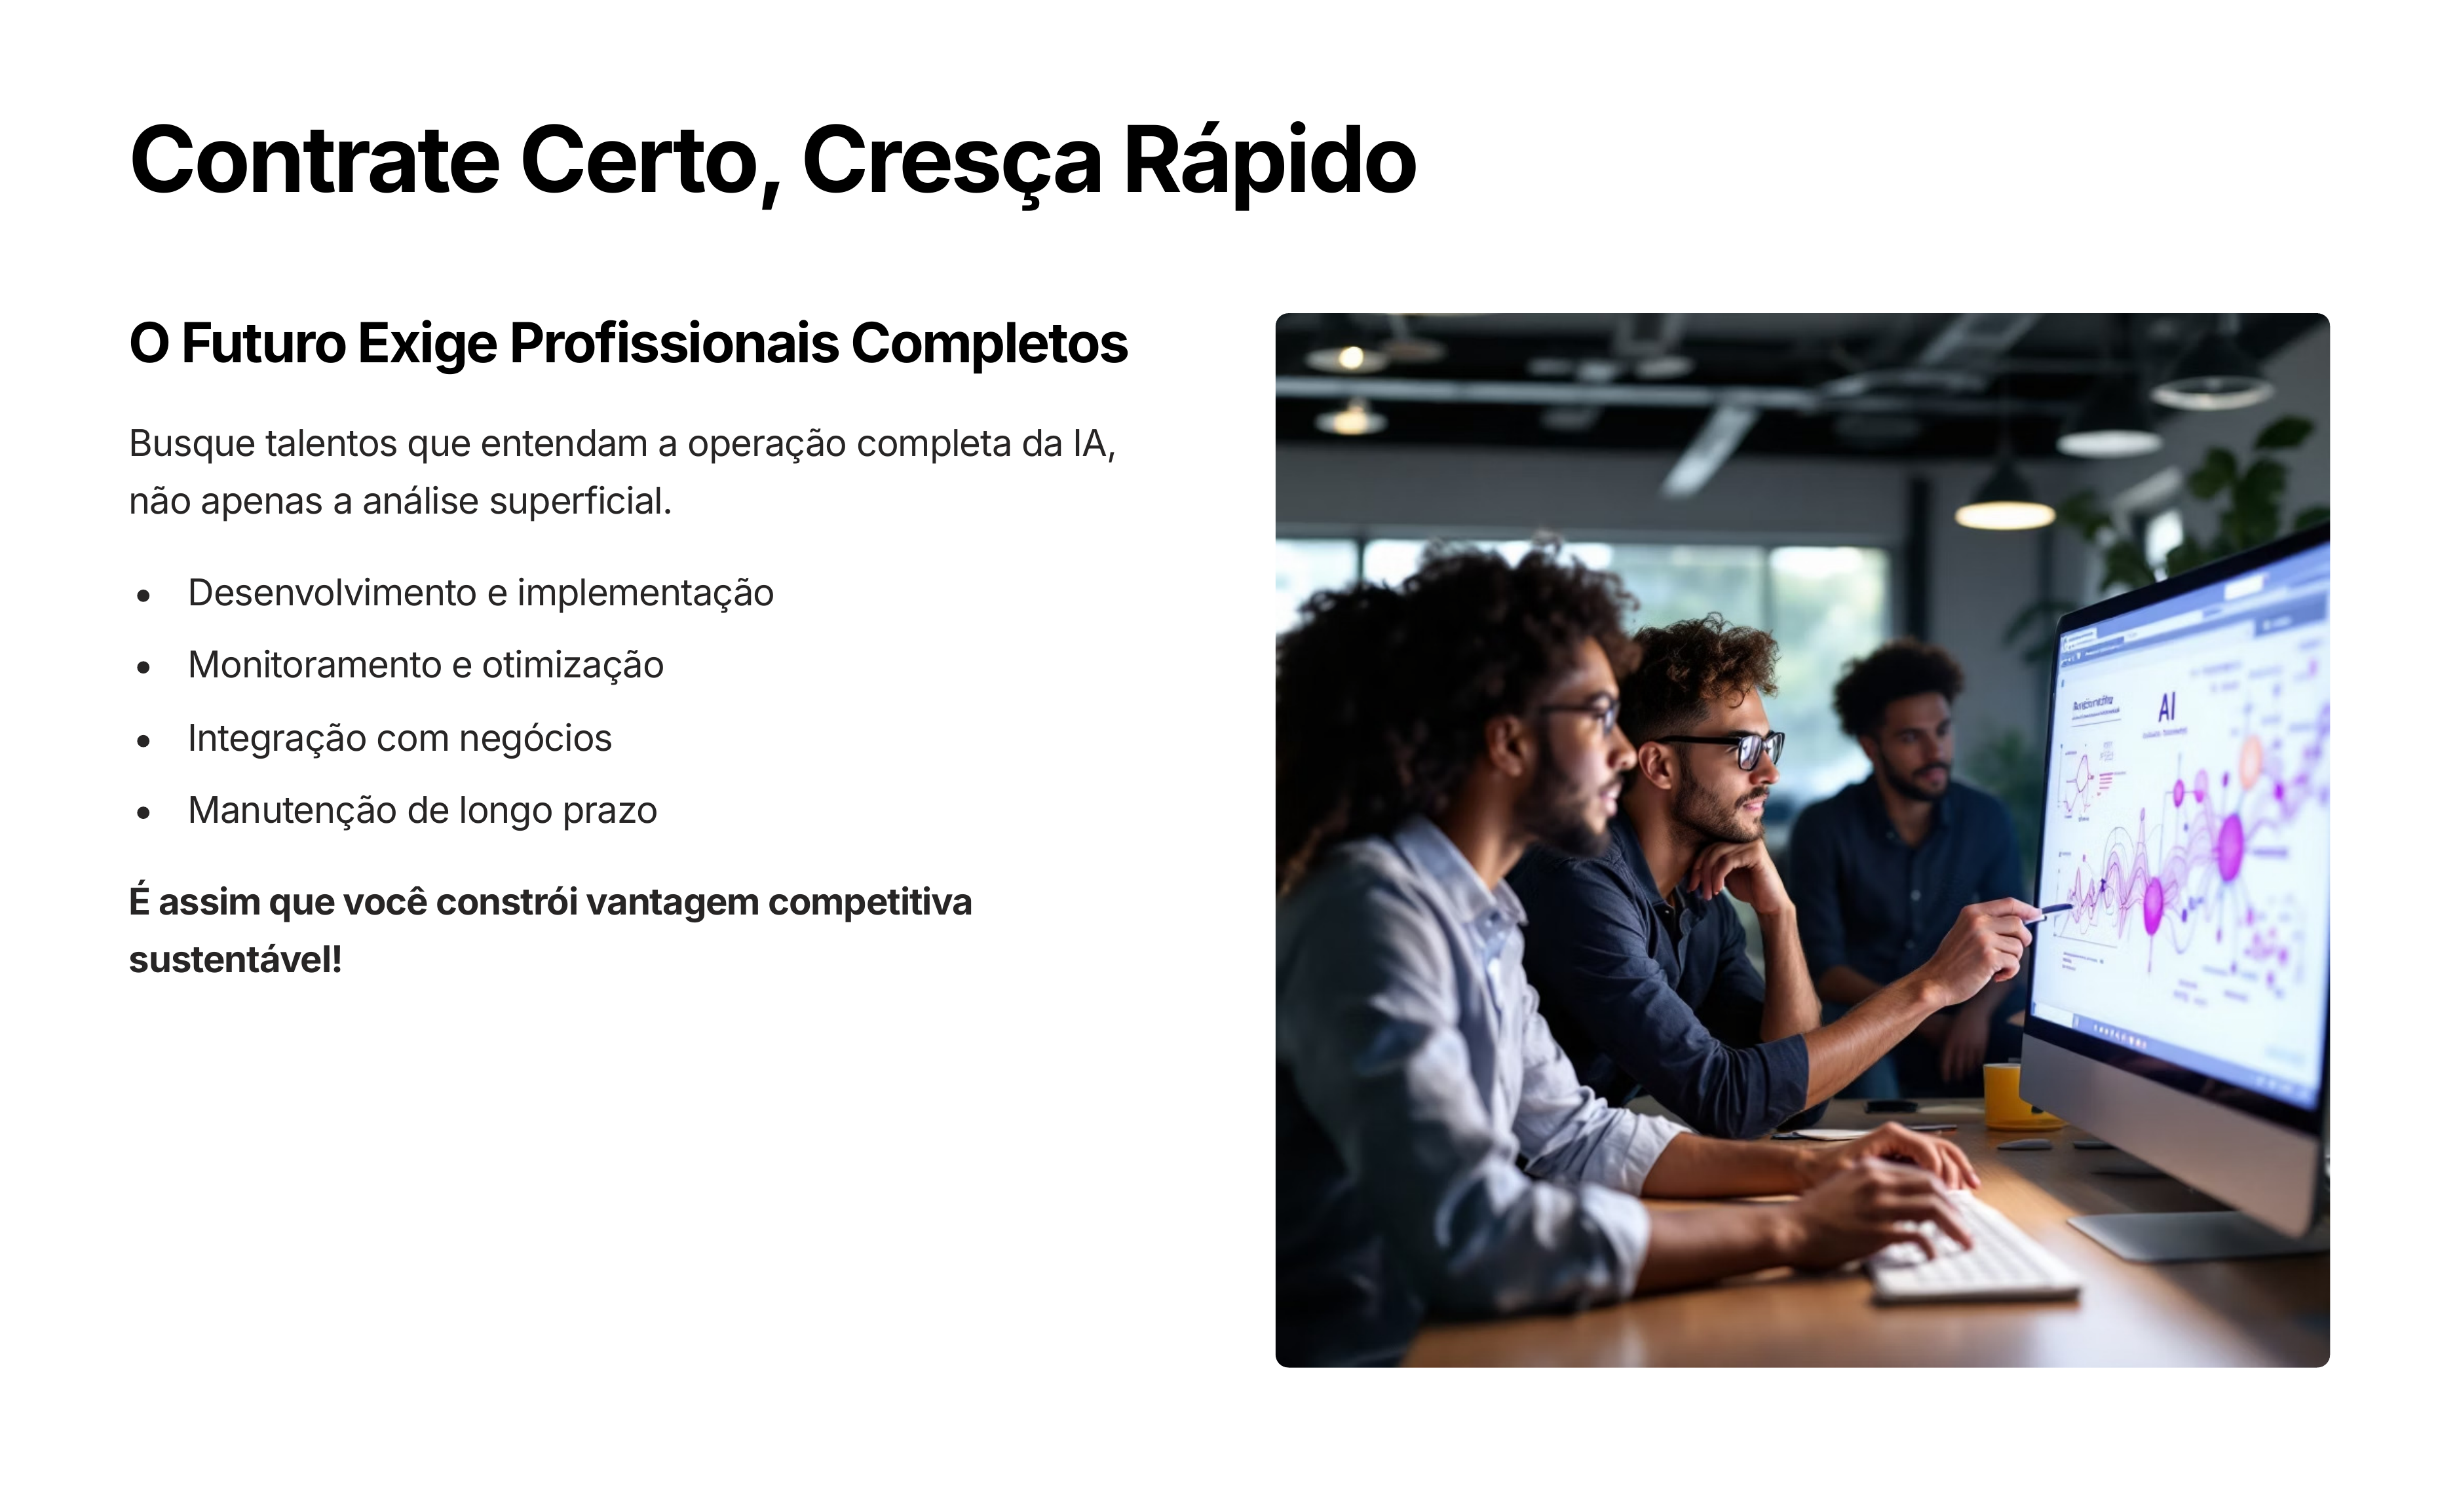 Contrate Certo, Cresça Rápido
O Futuro Exige Profissionais Completos
Busque talentos que entendam a operação completa da IA,
não apenas a análise superficial.
• Desenvolvimento e implementação
• Monitoramento e otimização
• Integração com negócios
• Manutenção de longo prazo
É assim que você constrói vantagem competitiva
sustentável!
AI